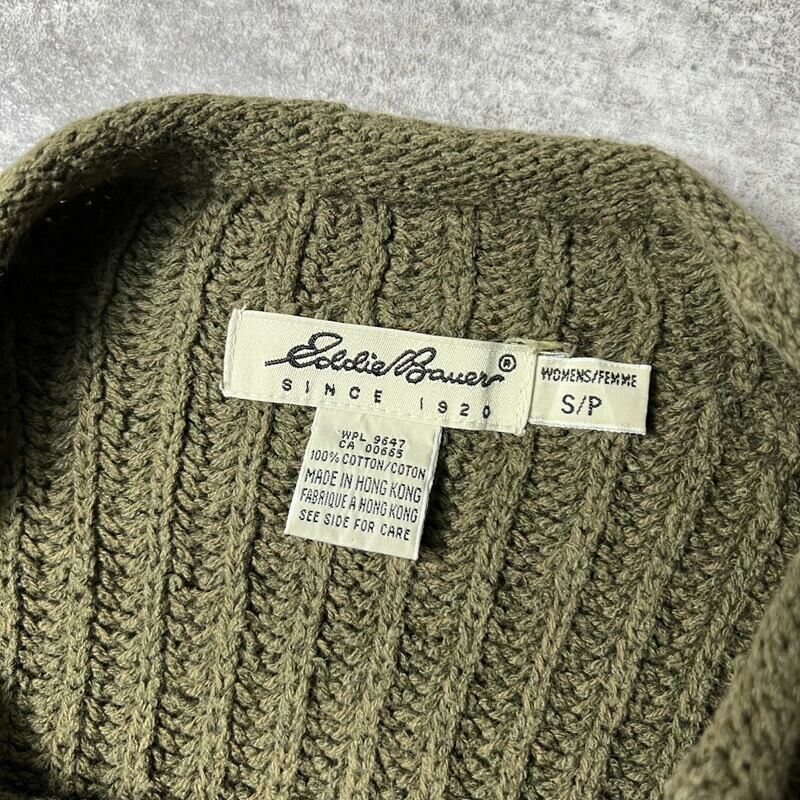 Eddie Bauer®
SINCE 1920
WOMENS/FEMME
S/P
WPL 9647
CA 00665
100% COTTON/COTON
MADE IN HONG KONG
FABRIQUE A HONG KONG
SEE SIDE FOR CARE